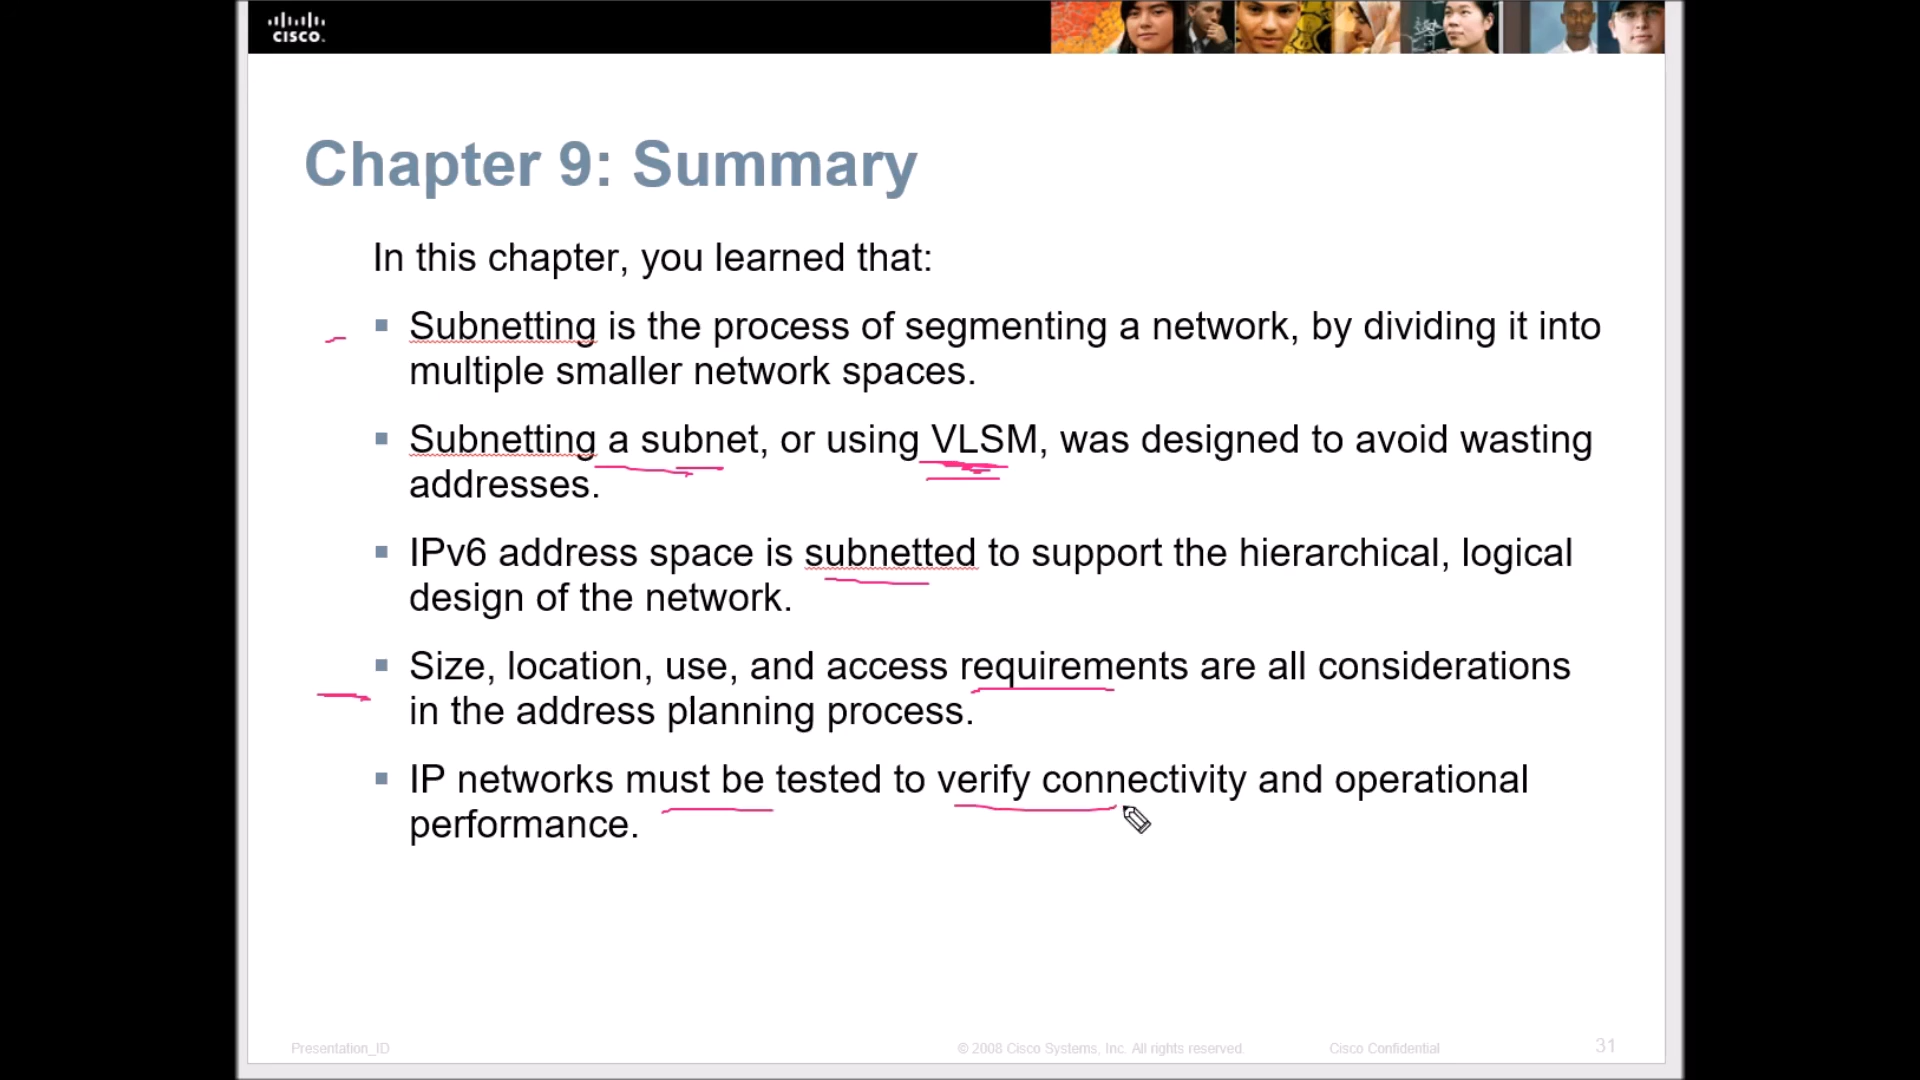 CISCO.
Chapter 9: Summary
In this chapter, you learned that:
▪ Subnetting is the process of segmenting a network, by dividing it into
multiple smaller network spaces.
▪ Subnetting a subnet, or using VLSM, was designed to avoid wasting
addresses.
▪ IPv6 address space is subnetted to support the hierarchical, logical
design of the network.
▪ Size, location, use, and access requirements are all considerations
in the address planning process.
▪ IP networks must be tested to verify connectivity and operational
performance.
Presentation_ID © 2008 Cisco Systems, Inc. All rights reserved. Cisco Confidential 31